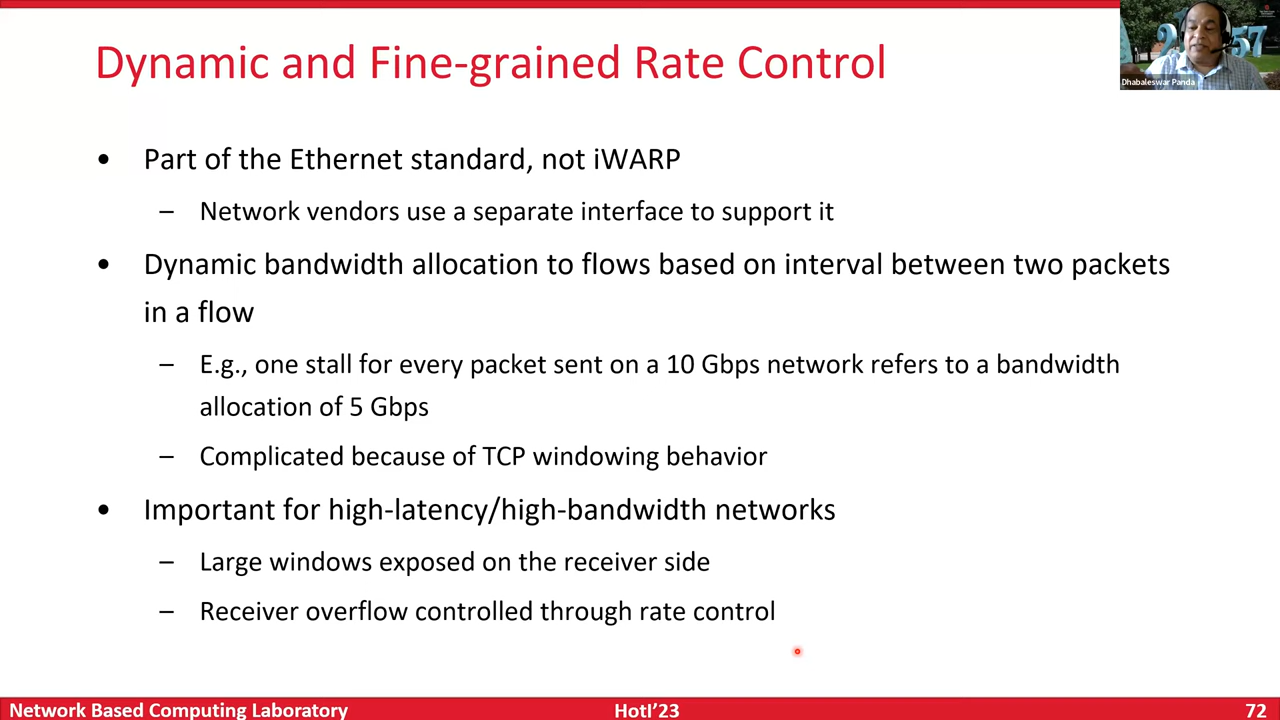 Dynamic and Fine-grained Rate Control
• Part of the Ethernet standard, not iWARP
– Network vendors use a separate interface to support it
• Dynamic bandwidth allocation to flows based on interval between two packets
in a flow
– E.g., one stall for every packet sent on a 10 Gbps network refers to a bandwidth
allocation of 5 Gbps
– Complicated because of TCP windowing behavior
• Important for high-latency/high-bandwidth networks
– Large windows exposed on the receiver side
– Receiver overflow controlled through rate control
Dhabaleswar Panda
Network Based Computing Laboratory
HotI’23
72